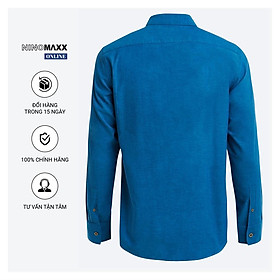 NINOMAXX
ONLINE
ĐỔI HÀNG
TRONG 15 NGÀY
100% CHÍNH HÃNG
TƯ VẤN TẬN TÂM